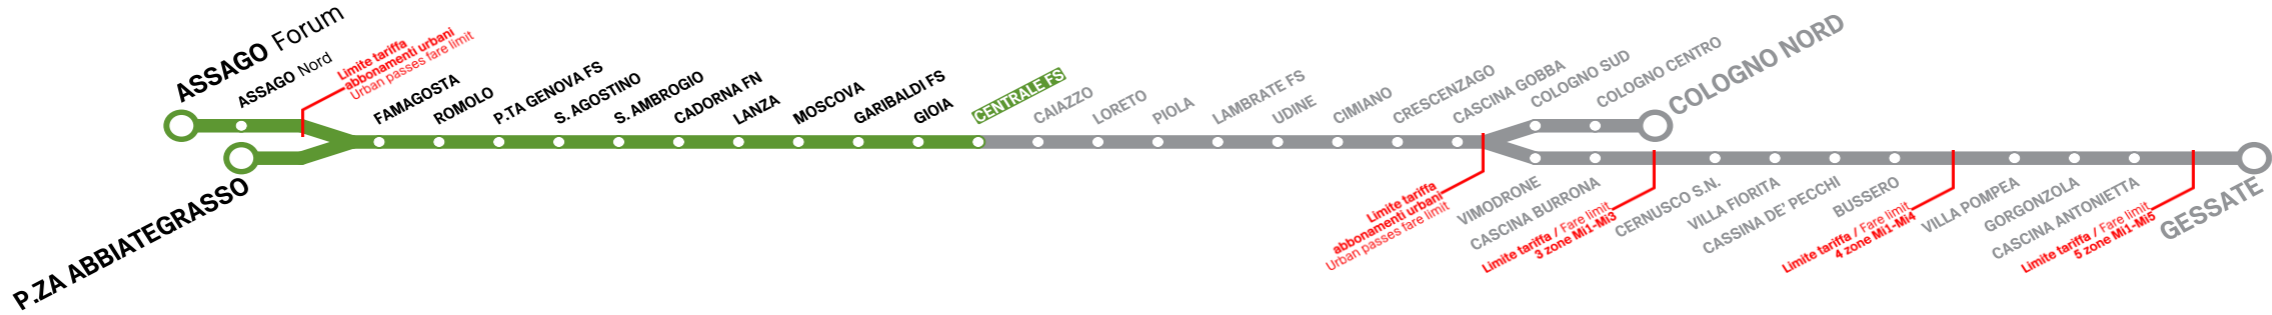 ASSAGO Forum
ASSAGO Nord
Limite tariffa
abbonamenti urbani
Urban passes fare limit
P.ZA ABBIATEGRASSO
FAMAGOSTA
ROMOLO
P.TA GENOVA FS
S. AGOSTINO
S. AMBROGIO
CADORNA FN
LANZA
MOSCOVA
GARIBALDI FS
GIOIA
CENTRALE FS
CAIAZZO
LORETO
PIOLA
LAMBRATE FS
UDINE
CIMIANO
CRESCENZAGO
CASCINA GOBBA
COLOGNO SUD
COLOGNO CENTRO
COLOGNO NORD
Limite tariffa
abbonamenti urbani
Urban passes fare limit
VIMODRONE
CASCINA BURRONA
Limite tariffa / Fare limit
3 zone Mi1-Mi3
CERNUSCO S.N.
VILLA FIORITA
CASSINA DE' PECCHI
BUSSERO
Limite tariffa / Fare limit
4 zone Mi1-Mi4
VILLA POMPEA
GORGONZOLA
CASCINA ANTONIETTA
Limite tariffa / Fare limit
5 zone Mi1-Mi5
GESSATE